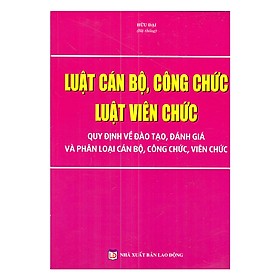 HỮU ĐẠI
(Hệ thống)
LUẬT CÁN BỘ, CÔNG CHỨC
LUẬT VIÊN CHỨC
QUY ĐỊNH VỀ ĐÀO TẠO, ĐÁNH GIÁ
VÀ PHÂN LOẠI CÁN BỘ, CÔNG CHỨC, VIÊN CHỨC
NHÀ XUẤT BẢN LAO ĐỘNG